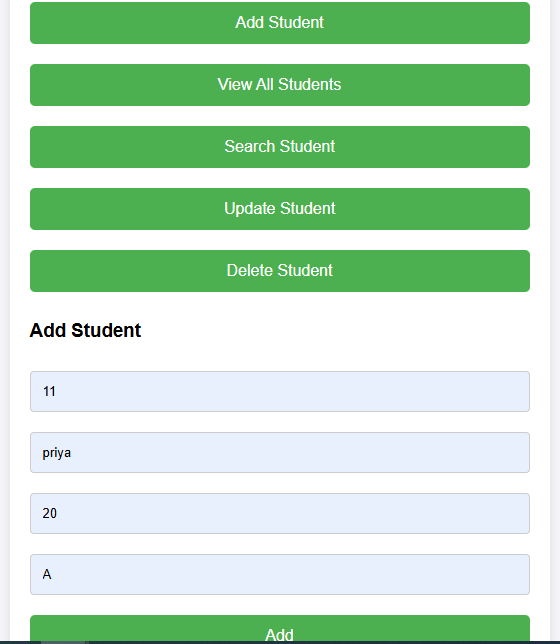 Add Student
View All Students
Search Student
Update Student
Delete Student
Add Student
11
priya
20
A
Add